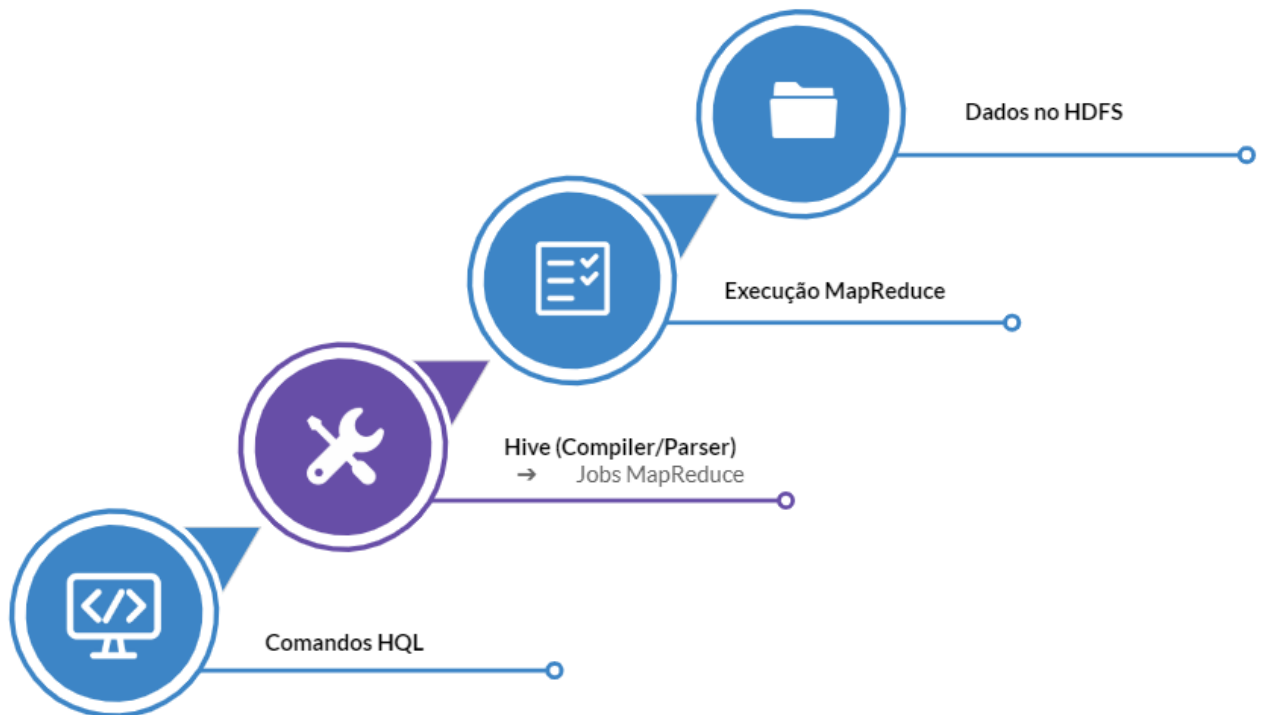 Dados no HDFS
Execução MapReduce
Hive (Compiler/Parser)
➔ Jobs MapReduce
Comandos HQL